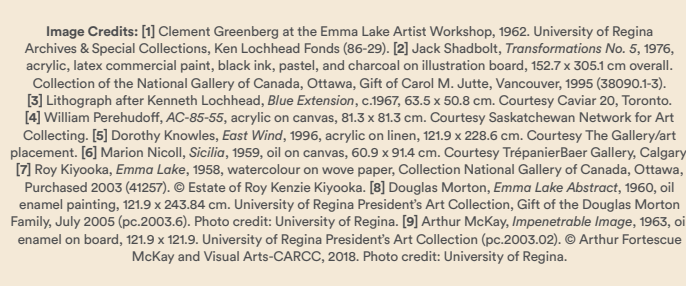 Image Credits: [1] Clement Greenberg at the Emma Lake Artist Workshop, 1962. University of Regina
Archives & Special Collections, Ken Lochhead Fonds (86-29). [2] Jack Shadbolt, Transformations No. 5, 1976,
acrylic, latex commercial paint, black ink, pastel, and charcoal on illustration board, 152.7 x 305.1 cm overall.
Collection of the National Gallery of Canada, Ottawa, Gift of Carol M. Jutte, Vancouver, 1995 (38090.1-3).
[3] Lithograph after Kenneth Lochhead, Blue Extension, c.1967, 63.5 x 50.8 cm. Courtesy Caviar 20, Toronto.
[4] William Perehudoff, AC-85-55, acrylic on canvas, 81.3 x 81.3 cm. Courtesy Saskatchewan Network for Art
Collecting. [5] Dorothy Knowles, East Wind, 1996, acrylic on linen, 121.9 x 228.6 cm. Courtesy The Gallery/art
placement. [6] Marion Nicoll, Sicilia, 1959, oil on canvas, 60.9 x 91.4 cm. Courtesy TrépanierBaer Gallery, Calgary
[7] Roy Kiyooka, Emma Lake, 1958, watercolour on wove paper, Collection National Gallery of Canada, Ottawa,
Purchased 2003 (41257). © Estate of Roy Kenzie Kiyooka. [8] Douglas Morton, Emma Lake Abstract, 1960, oil
enamel painting, 121.9 x 243.84 cm. University of Regina President's Art Collection, Gift of the Douglas Morton
Family, July 2005 (pc.2003.6). Photo credit: University of Regina. [9] Arthur McKay, Impenetrable Image, 1963, oi
enamel on board, 121.9 x 121.9. University of Regina President's Art Collection (pc.2003.02). © Arthur Fortescue
McKay and Visual Arts-CARCC, 2018. Photo credit: University of Regina.